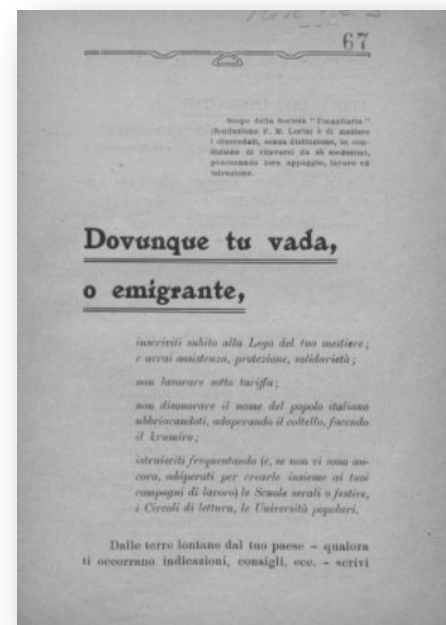 67
Scopo della Società "Umanitaria"
(fondazione P. M. Loria) è di mettere
i diseredati, senza distinzione, in con-
dizione di rilevarsi da sè medesimi,
procurando loro appoggio, lavoro ed
istruzione.
Dovunque tu vada,
o emigrante,
inscriviti subito alla Lega del tuo mestiere;
e avrai assistenza, protezione, solidarietà;
non lavorare sotto tariffa;
non disonorare il nome del popolo italiano
ubbriacandoti, adoperando il coltello, facendo
il krumiro;
istruisciti frequentando (e, se non vi sono an-
cora, adòperati per crearle insieme ai tuoi
compagni di lavoro) le Scuole serali o festive,
i Circoli di lettura, le Università popolari.
Dalle terre lontane dal tuo paese - qualora
ti occorrano indicazioni, consigli, ecc. - scrivi